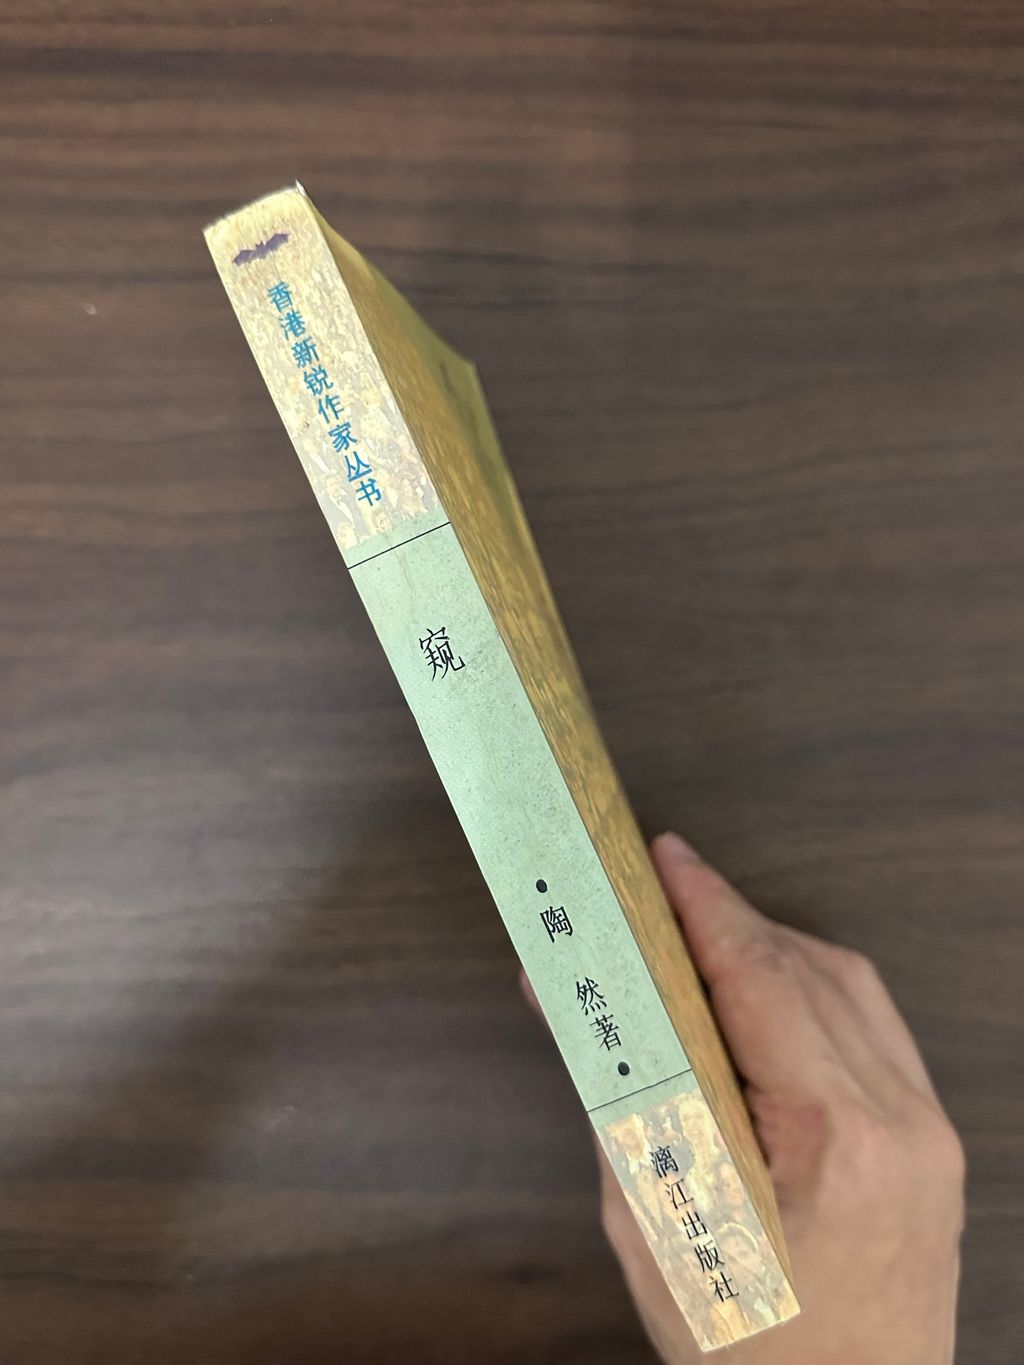 香港新锐作家丛书
窥
•陶 然著•
漓江出版社